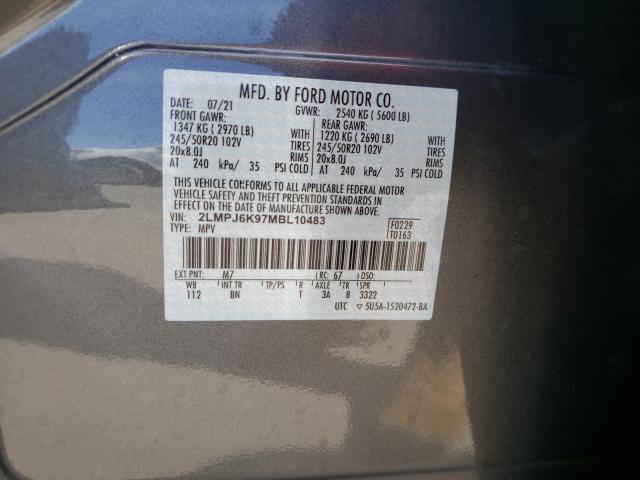 MFD. BY FORD MOTOR CO.
DATE: 07/21 GVWR: 2540 KG ( 5600 LB)
FRONT GAWR: REAR GAWR:
1347 KG ( 2970 LB) WITH 1220 KG ( 2690 LB) WITH
245/50R20 102V TIRES 245/50R20 102V TIRES
20x8.0J RIMS 20x8.0J RIMS
AT 240 kPa/ 35 PSI COLD AT 240 kPa/ 35 PSI COLD
THIS VEHICLE CONFORMS TO ALL APPLICABLE FEDERAL MOTOR
VEHICLE SAFETY AND THEFT PREVENTION STANDARDS IN
EFFECT ON THE DATE OF MANUFACTURE SHOWN ABOVE.
VIN: 2LMPJ6K97MBL10483 F0229
TYPE: MPV T0163
EXT PNT: M7 RC: 67 DSO:
WB INT TR TP/PS R AXLE TR SPR
112 BN T 3A 8 3322
UTC ▽ 5U5A-1520472-BA